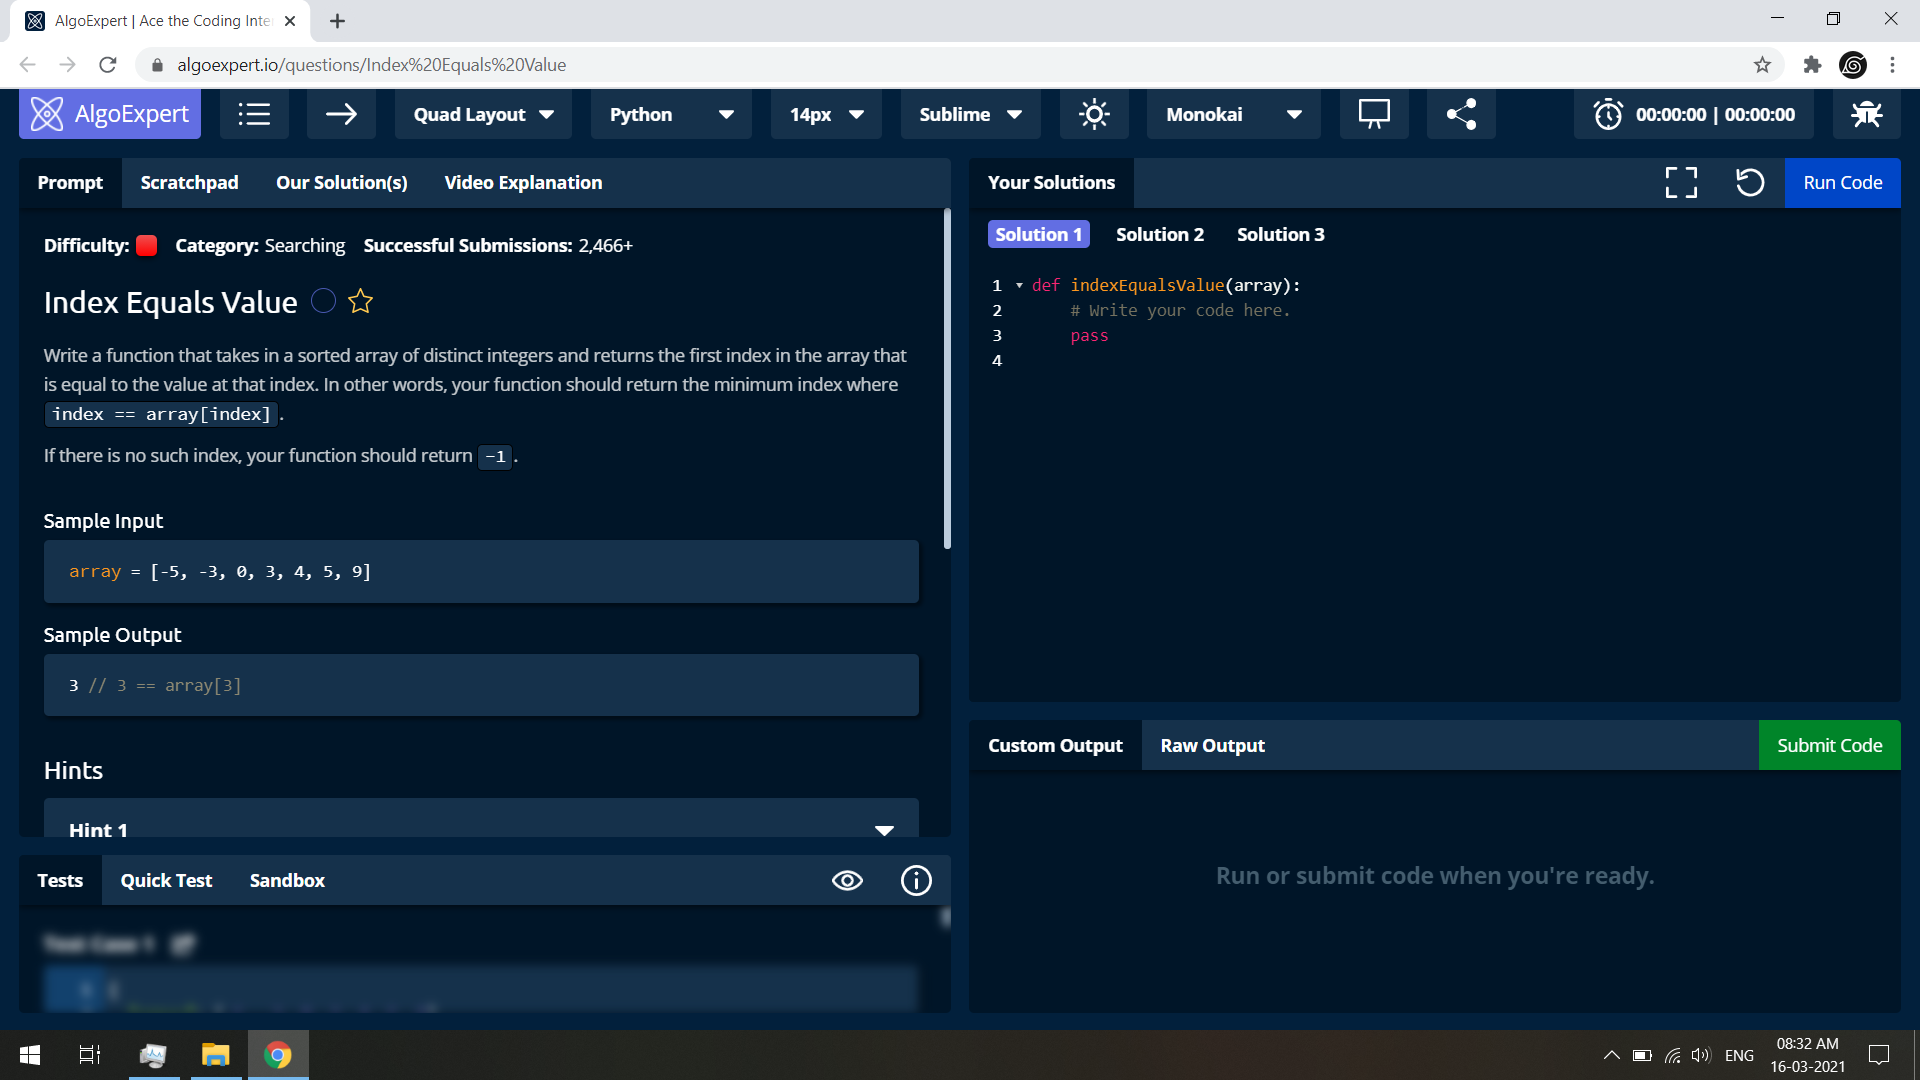 AlgoExpert | Ace the Coding Inte
algoexpert.io/questions/Index%20Equals%20Value
AlgoExpert
Quad Layout
Python
14px
Sublime
Monokai
00:00:00 | 00:00:00
Prompt
Scratchpad
Our Solution(s)
Video Explanation
Difficulty:
Category: Searching
Successful Submissions: 2,466+
Index Equals Value
Write a function that takes in a sorted array of distinct integers and returns the first index in the array that
is equal to the value at that index. In other words, your function should return the minimum index where
index == array[index] .
If there is no such index, your function should return -1 .
Sample Input
array = [-5, -3, 0, 3, 4, 5, 9]
Sample Output
3 // 3 == array[3]
Hints
Hint 1
Tests
Quick Test
Sandbox
Test Case 1
Your Solutions
Run Code
Solution 1
Solution 2
Solution 3
1 def indexEqualsValue(array):
2 # Write your code here.
3 pass
4
Custom Output
Raw Output
Submit Code
Run or submit code when you're ready.
ENG
08:32 AM
16-03-2021